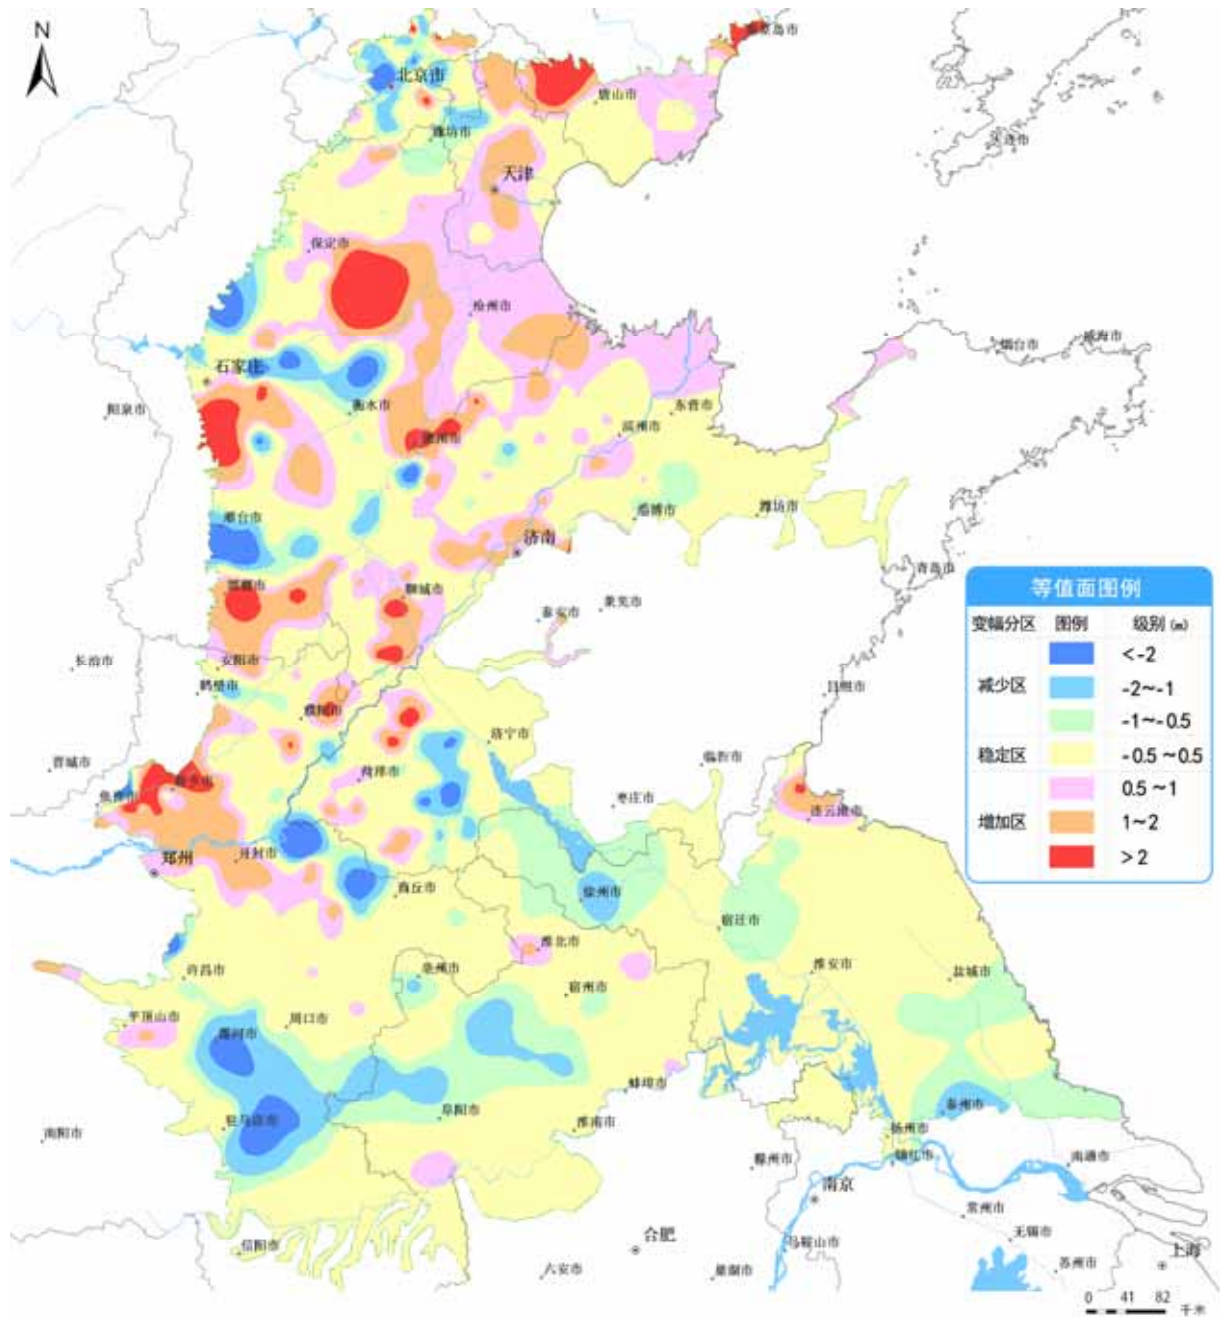 N
秦皇岛市
北京市
唐山市
廊坊市
大连市
天津
保定市
沧州市
烟台市
威海市
石家庄
阳泉市
衡水市
东营市
滨州市
德州市
邢台市
淄博市
潍坊市
济南
青岛市
邯郸市
聊城市
泰安市
莱芜市
长治市
安阳市
鹤壁市
濮阳市
日照市
济宁市
临沂市
晋城市
新乡市
菏泽市
焦作市
枣庄市
连云港市
郑州
开封市
商丘市
徐州市
宿迁市
淮北市
许昌市
亳州市
宿州市
淮安市
盐城市
平顶山市
漯河市
周口市
蚌埠市
泰州市
驻马店市
阜阳市
淮南市
扬州市
南阳市
滁州市
镇江市
南通市
南京
常州市
信阳市
合肥
马鞍山市
无锡市
上海
六安市
巢湖市
苏州市
等值面图例
变幅分区 图例 级别 (m)
<-2
减少区 -2~-1
-1~-0.5
稳定区 -0.5~0.5
0.5~1
增加区 1~2
>2
0 41 82
千米